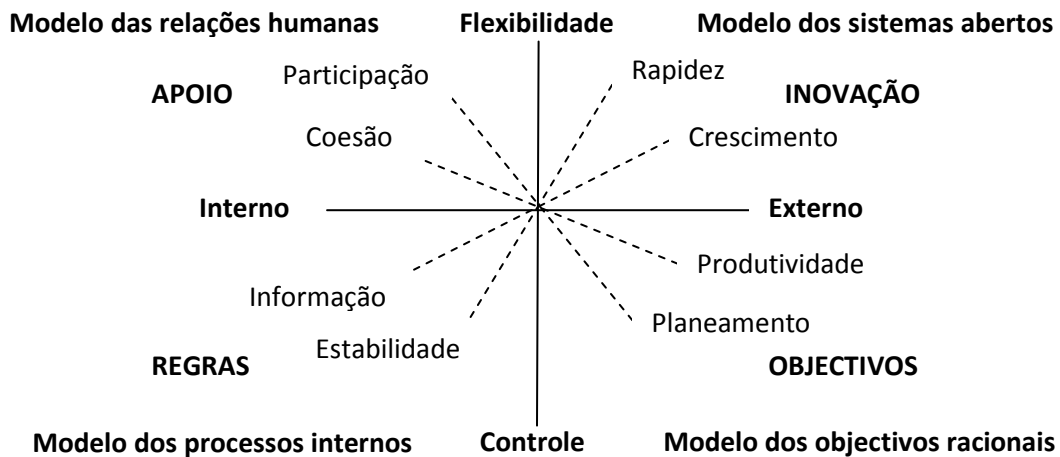 Modelo das relações humanas Flexibilidade Modelo dos sistemas abertos
Participação Rapidez
APOIO INOVAÇÃO
Coesão Crescimento
Interno Externo
Produtividade
Informação
Planeamento
Estabilidade
REGRAS OBJECTIVOS
Modelo dos processos internos Controle Modelo dos objectivos racionais